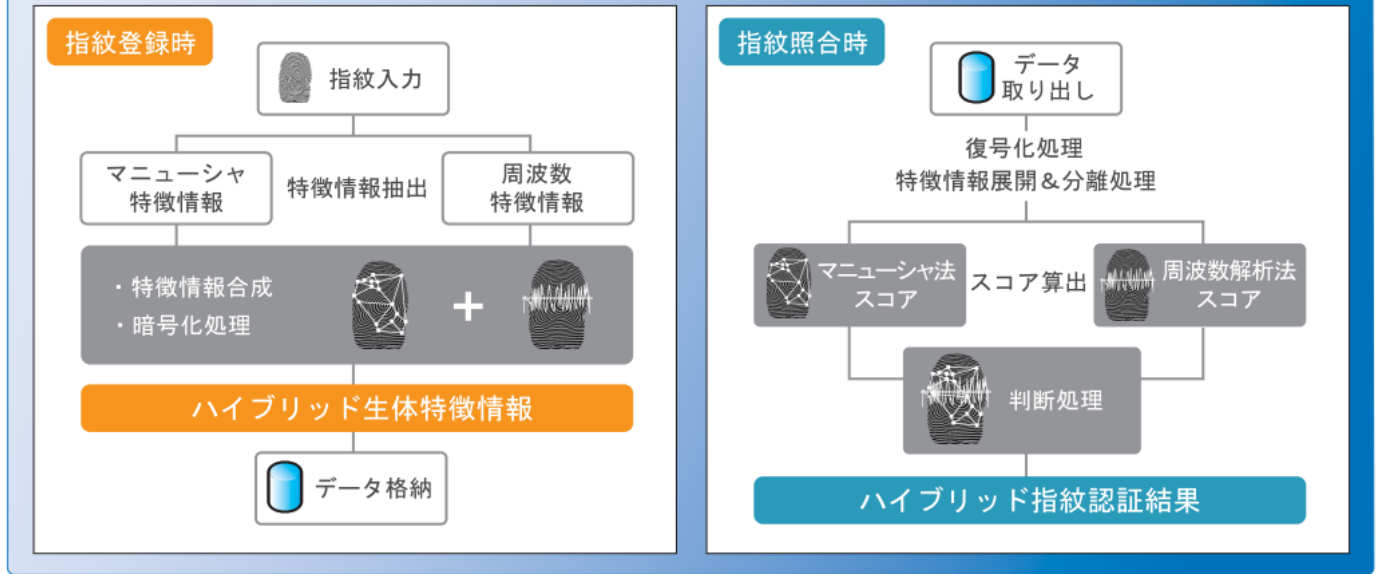 指紋登録時
指紋入力
マニューシャ
特徴情報
特徴情報抽出
周波数
特徴情報
・特徴情報合成
・暗号化処理
+
ハイブリッド生体特徴情報
データ格納
指紋照合時
データ
取り出し
復号化処理
特徴情報展開＆分離処理
マニューシャ法
スコア
スコア算出
周波数解析法
スコア
判断処理
ハイブリッド指紋認証結果